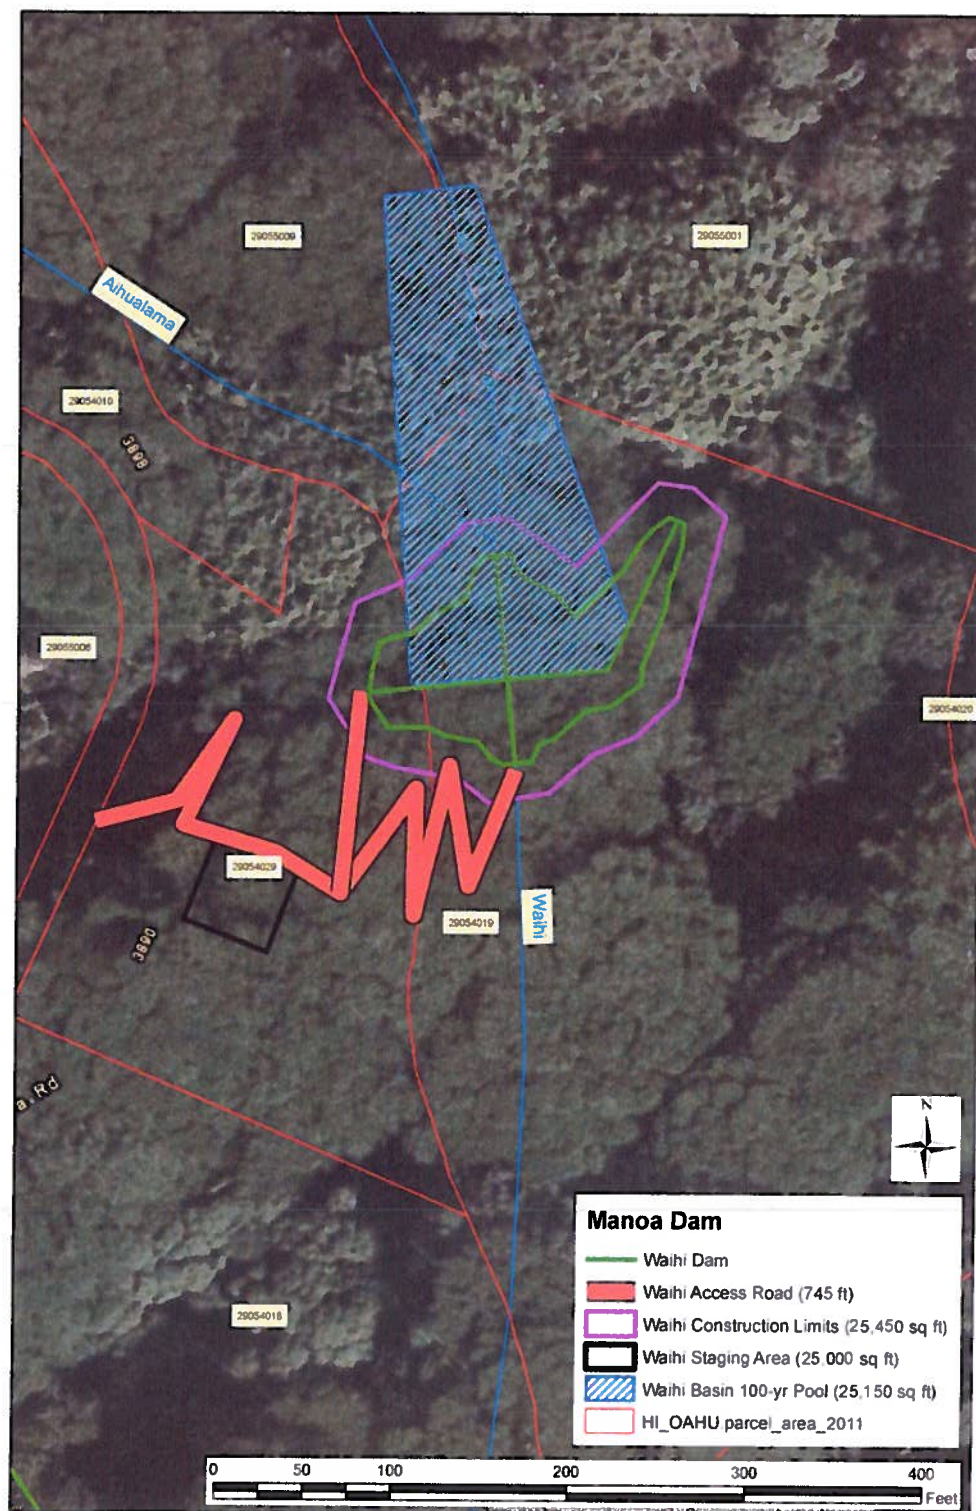 29055009
29055001
Aihualama
29054010
3898
29055006
29054020
29054029
29054019
Waihi
3890
a. Rd
N
29054018
Manoa Dam
Waihi Dam
Waihi Access Road (745 ft)
Waihi Construction Limits (25,450 sq ft)
Waihi Staging Area (25,000 sq ft)
Waihi Basin 100-yr Pool (25,150 sq ft)
HI_OAHU parcel_area_2011
0 50 100 200 300 400
Feet